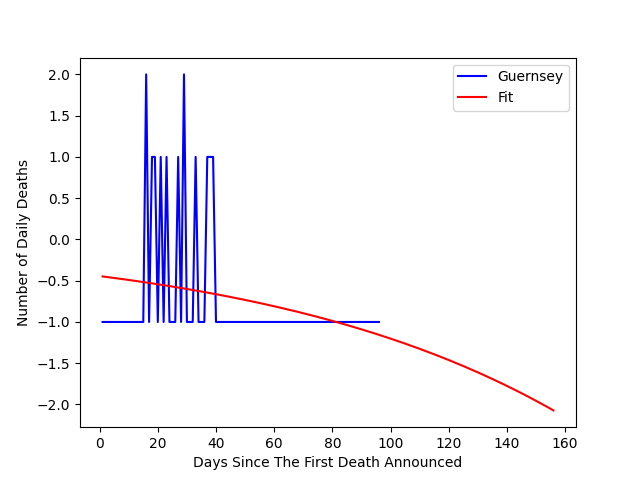 Guernsey
Fit
Number of Daily Deaths
2.0
1.5
1.0
0.5
0.0
−0.5
−1.0
−1.5
−2.0
0 20 40 60 80 100 120 140 160
Days Since The First Death Announced